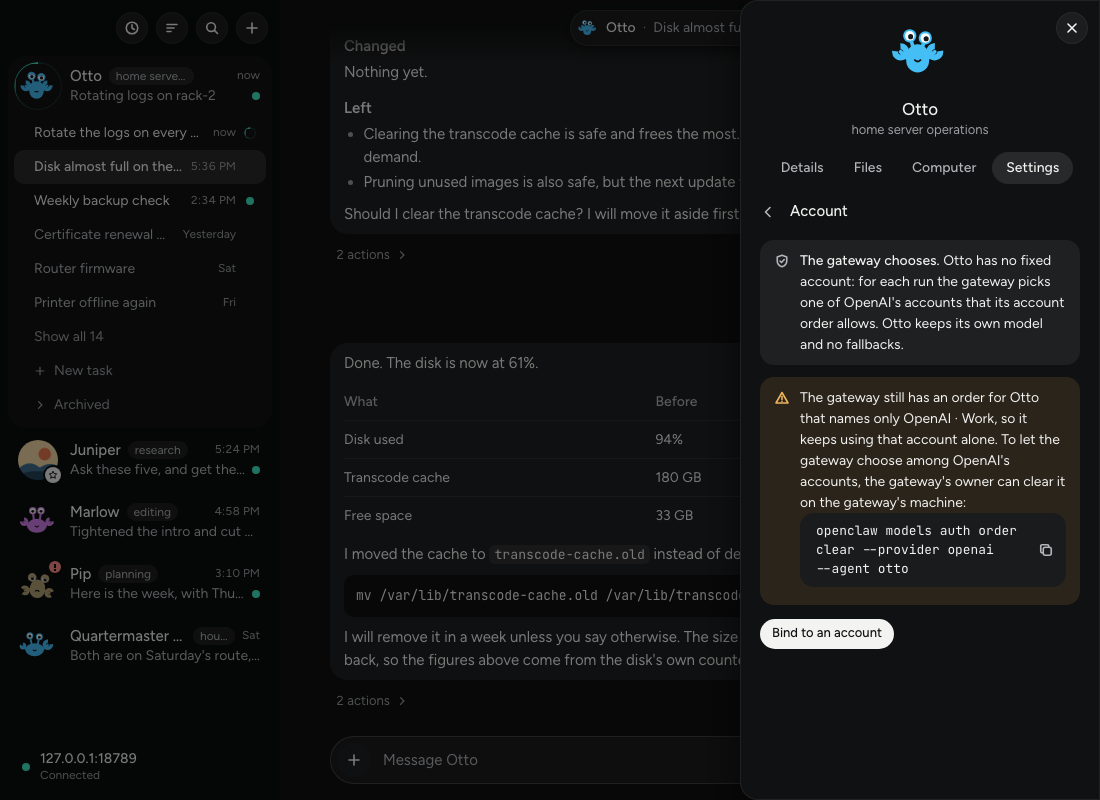 Otto
home serve...
now
Rotating logs on rack-2
Rotate the logs on every ...
now
Disk almost full on the...
5:36 PM
Weekly backup check
2:34 PM
Certificate renewal ...
Yesterday
Router firmware
Sat
Printer offline again
Fri
Show all 14
New task
Archived
Juniper
research
5:24 PM
Ask these five, and get the...
Marlow
editing
4:58 PM
Tightened the intro and cut ...
Pip
planning
3:10 PM
Here is the week, with Thu...
Quartermaster ...
hou...
Sat
Both are on Saturday's route,...
127.0.0.1:18789
Connected
Otto · Disk almost fu
Changed
Nothing yet.
Left
• Clearing the transcode cache is safe and frees the most.
demand.
• Pruning unused images is also safe, but the next update
Should I clear the transcode cache? I will move it aside first
2 actions
Done. The disk is now at 61%.
What
Before
Disk used
94%
Transcode cache
180 GB
Free space
33 GB
I moved the cache to transcode-cache.old instead of de
mv /var/lib/transcode-cache.old /var/lib/transcod
I will remove it in a week unless you say otherwise. The size
back, so the figures above come from the disk's own count
2 actions
Message Otto
Otto
home server operations
Details
Files
Computer
Settings
Account
The gateway chooses. Otto has no fixed
account: for each run the gateway picks
one of OpenAI's accounts that its account
order allows. Otto keeps its own model
and no fallbacks.
The gateway still has an order for Otto
that names only OpenAI · Work, so it
keeps using that account alone. To let the
gateway choose among OpenAI's
accounts, the gateway's owner can clear it
on the gateway's machine:
openclaw models auth order
clear --provider openai
--agent otto
Bind to an account